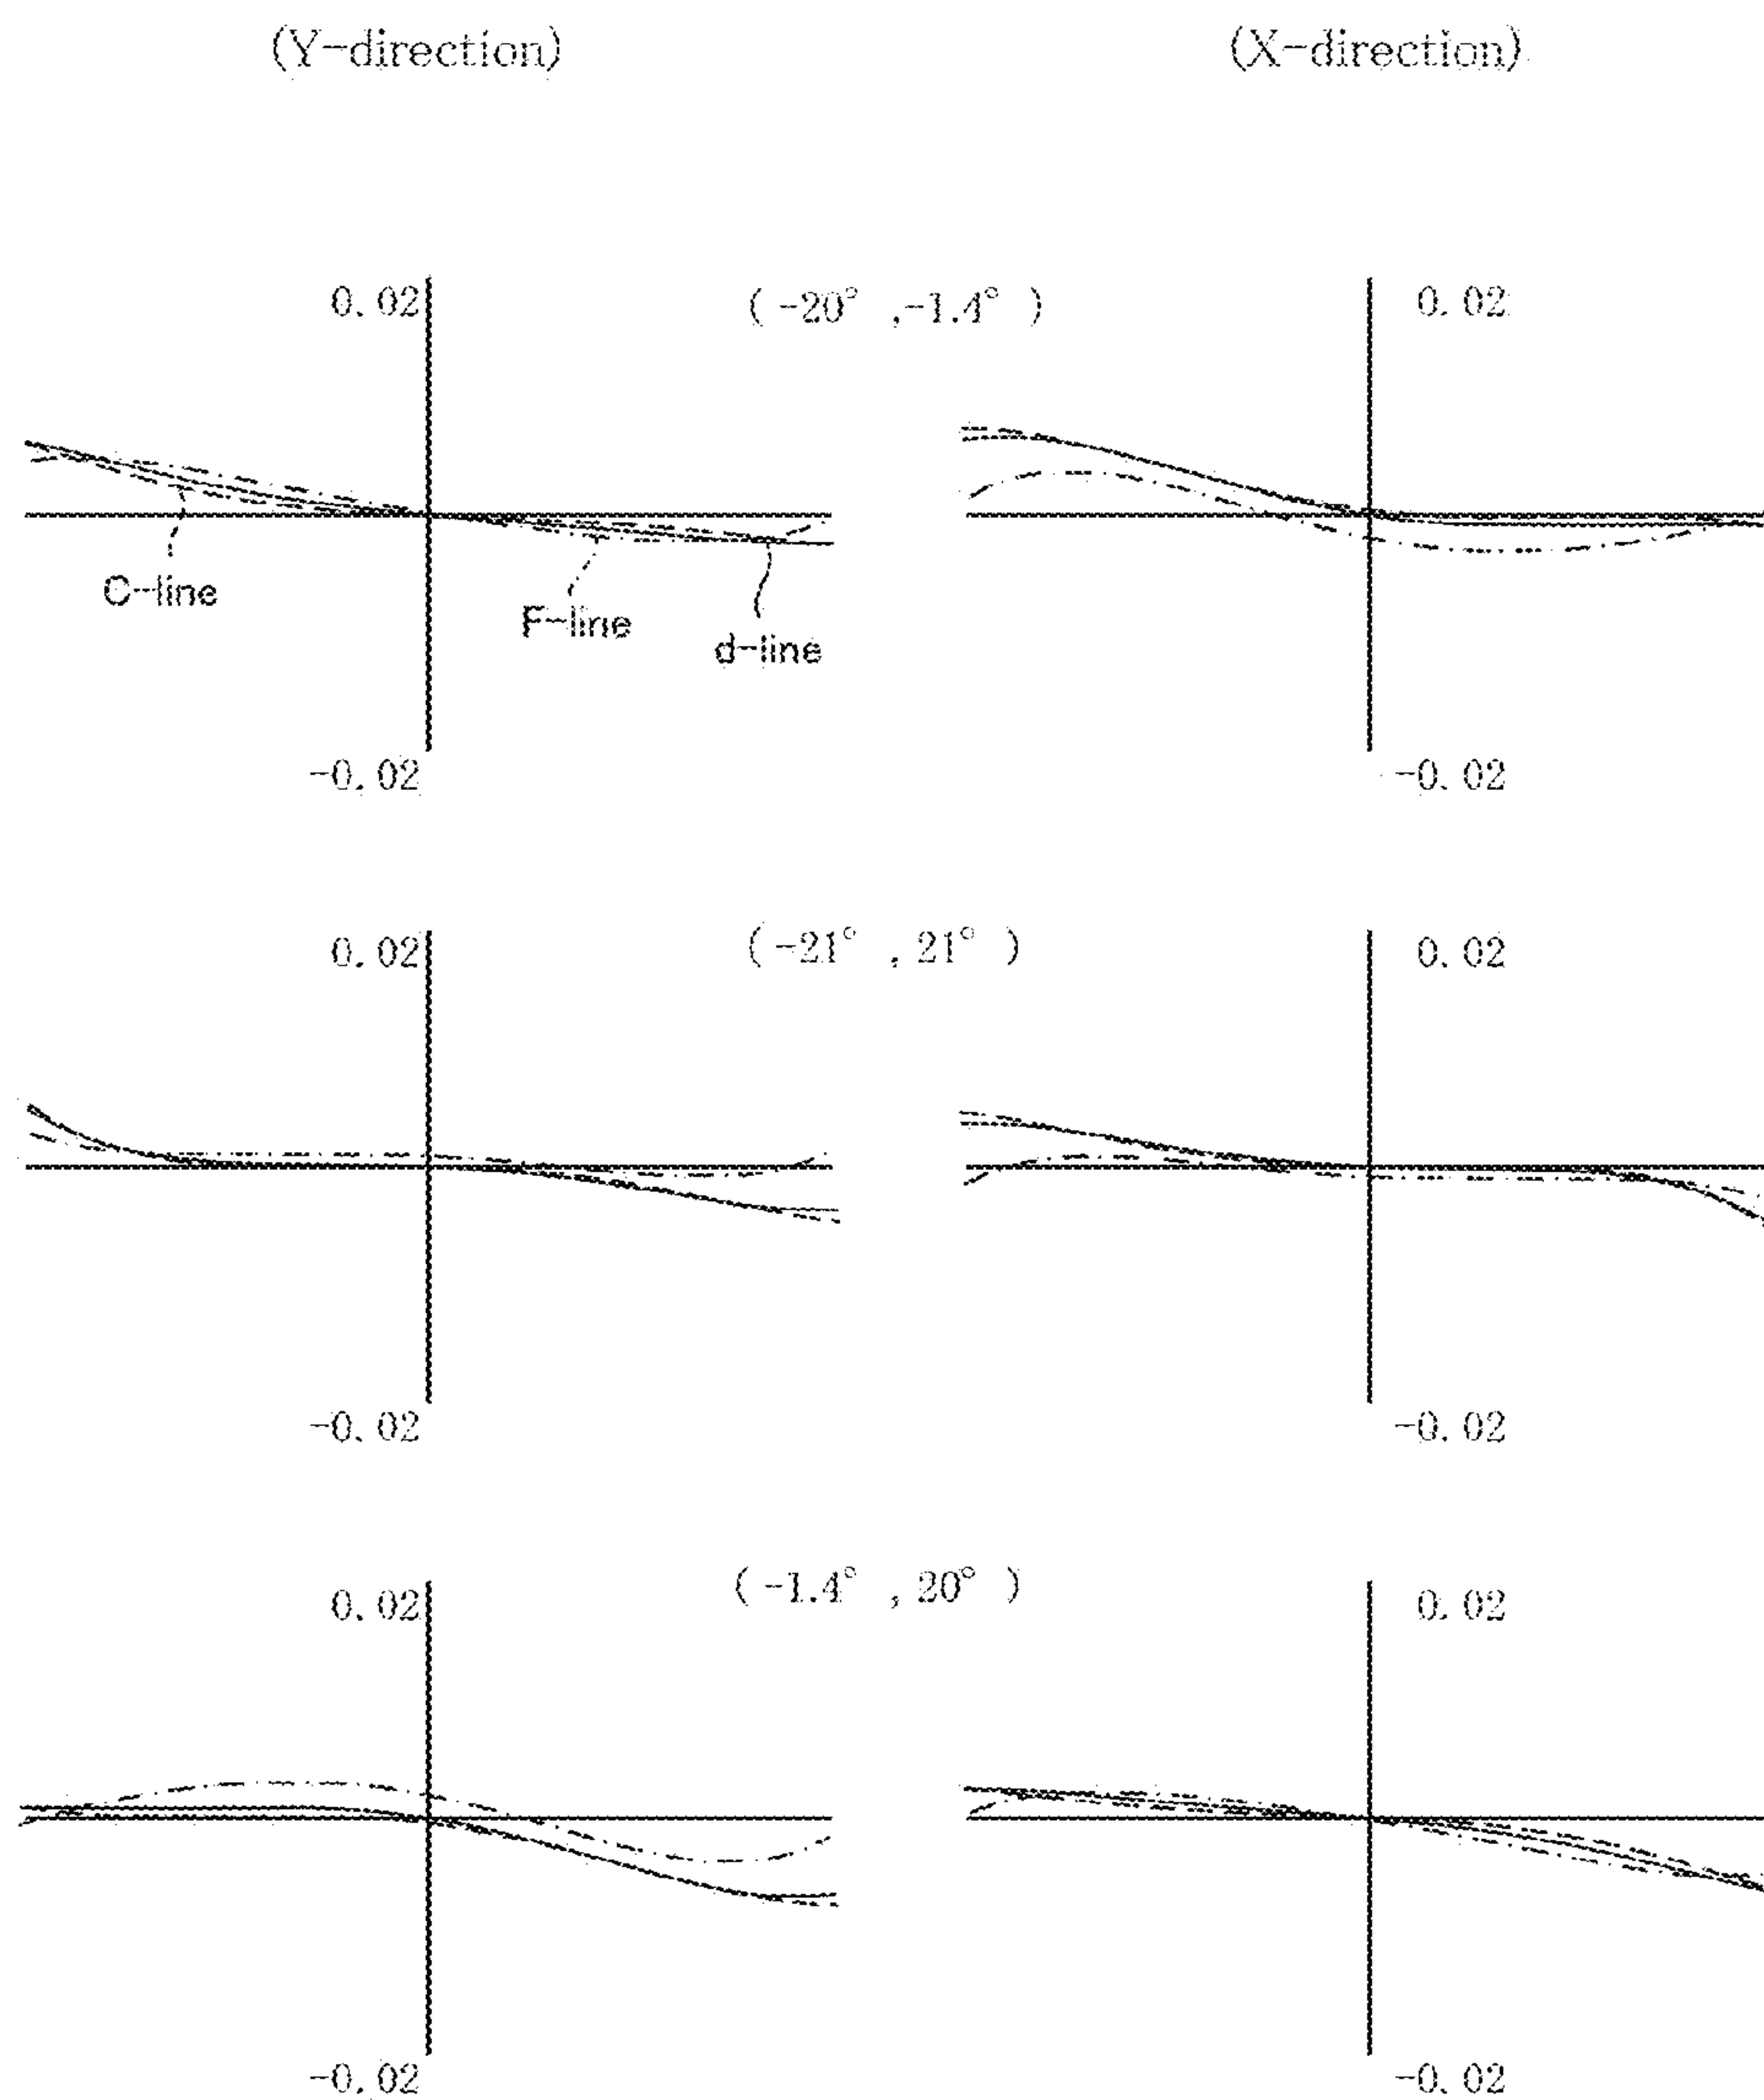 (Y-direction) (X-direction)
0.02 (-20° ,-1.4° ) 0.02
C-line
F-line
d-line
-0.02 -0.02
0.02 (-21° , 21° ) 0.02
-0.02 -0.02
0.02 (-1.4° , 20° ) 0.02
-0.02 -0.02